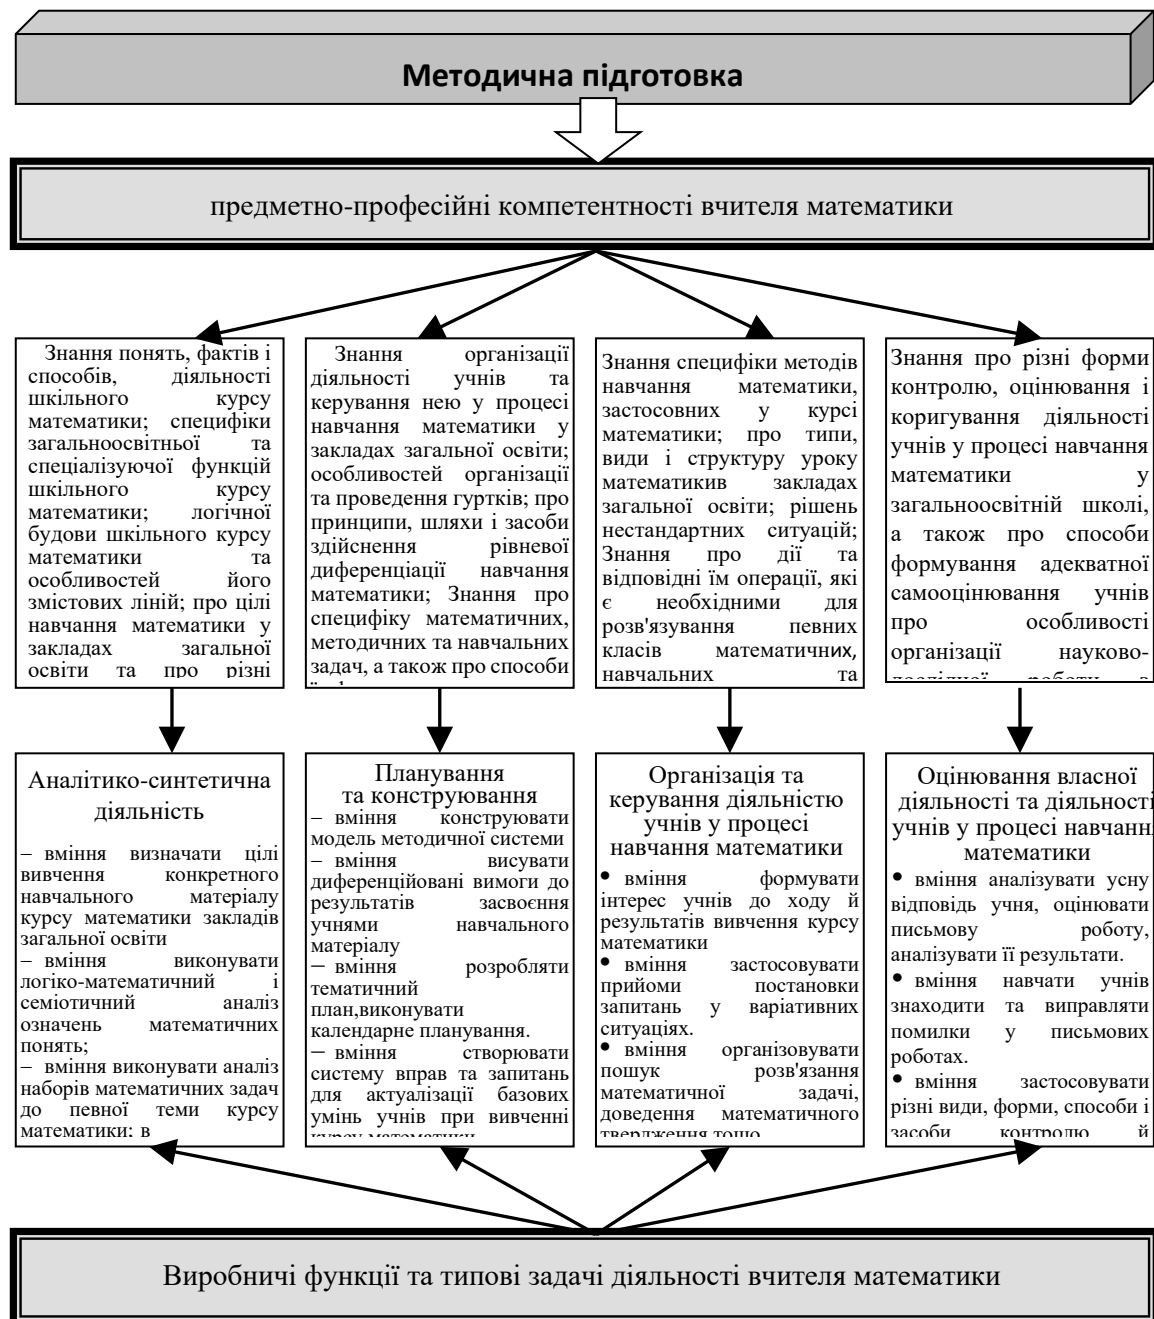 Методична підготовка
предметно-професійні компетентності вчителя математики
Знання понять, фактів і
способів, діяльності
шкільного курсу
математики; специфіки
загальноосвітньої та
спеціалізуючої функцій
шкільного курсу
математики; логічної
будови шкільного курсу
математики та
особливостей його
змістових ліній; про цілі
навчання математики у
закладах загальної
освіти та про різні
Знання організації
діяльності учнів та
керування нею у процесі
навчання математики у
закладах загальної освіти;
особливостей організації
та проведення гуртків; про
принципи, шляхи і засоби
здійснення рівневої
диференціації навчання
математики; Знання про
специфіку математичних,
методичних та навчальних
задач, а також про способи
Знання специфіки методів
навчання математики,
застосовних у курсі
математики; про типи,
види і структуру уроку
математикив закладах
загальної освіти; рішень
нестандартних ситуацій;
Знання про дії та
відповідні їм операції, які
є необхідними для
розв'язування певних
класів математичних,
навчальних та
Знання про різні форми
контролю, оцінювання і
коригування діяльності
учнів у процесі навчання
математики у
загальноосвітній школі,
а також про способи
формування адекватної
самооцінювання учнів
про особливості
організації науково-
дослідної роботи з
Аналітико-синтетична
діяльність
– вміння визначати цілі
вивчення конкретного
навчального матеріалу
курсу математики закладів
загальної освіти
– вміння виконувати
логіко-математичний і
семіотичний аналіз
означень математичних
понять;
– вміння виконувати аналіз
наборів математичних задач
до певної теми курсу
математики; в
Планування
та конструювання
– вміння конструювати
модель методичної системи
– вміння висувати
диференційовані вимоги до
результатів засвоєння
учнями навчального
матеріалу
– вміння розробляти
тематичний
план,виконувати
календарне планування.
– вміння створювати
систему вправ та запитань
для актуалізації базових
умінь учнів при вивченні
курсу математики
Організація та
керування діяльністю
учнів у процесі
навчання математики
• вміння формувати
інтерес учнів до ходу й
результатів вивчення курсу
математики
• вміння застосовувати
прийоми постановки
запитань у варіативних
ситуаціях.
• вміння організовувати
пошук розв'язання
математичної задачі,
доведення математичного
твердження тощо
Оцінювання власної
діяльності та діяльності
учнів у процесі навчання
математики
• вміння аналізувати усну
відповідь учня, оцінювати
письмову роботу,
аналізувати її результати.
• вміння навчати учнів
знаходити та виправляти
помилки у письмових
роботах.
• вміння застосовувати
різні види, форми, способи і
засоби контролю й
Виробничі функції та типові задачі діяльності вчителя математики